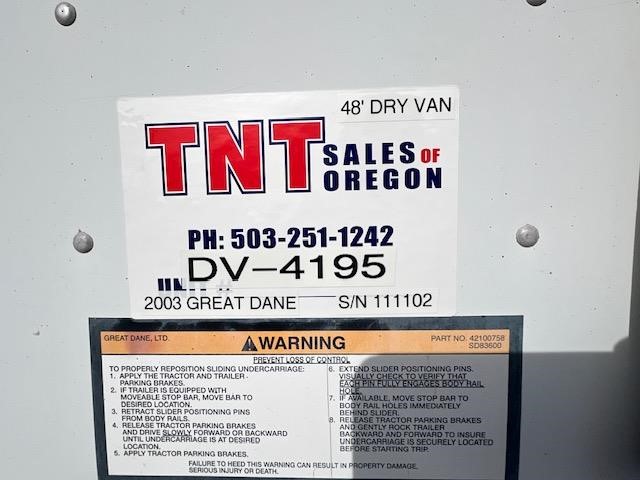 48' DRY VAN
TNT SALES OF OREGON
PH: 503-251-1242
DV-4195
UNIT #
2003 GREAT DANE S/N 111102
GREAT DANE, LTD. WARNING PART NO. 42100758
SD83600
PREVENT LOSS OF CONTROL
TO PROPERLY REPOSITION SLIDING UNDERCARRIAGE:
1. APPLY THE TRACTOR AND TRAILER -
PARKING BRAKES.
2. IF TRAILER IS EQUIPPED WITH
MOVEABLE STOP BAR, MOVE BAR TO
DESIRED LOCATION.
3. RETRACT SLIDER POSITIONING PINS
FROM BODY RAILS.
4. RELEASE TRACTOR PARKING BRAKES
AND DRIVE SLOWLY FORWARD OR BACKWARD
UNTIL UNDERCARRIAGE IS AT DESIRED
LOCATION.
5. APPLY TRACTOR PARKING BRAKES.
6. EXTEND SLIDER POSITIONING PINS.
VISUALLY CHECK TO VERIFY THAT
EACH PIN FULLY ENGAGES BODY RAIL
HOLE.
7. IF AVAILABLE, MOVE STOP BAR TO
BODY RAIL HOLES IMMEDIATELY
BEHIND SLIDER.
8. RELEASE TRACTOR PARKING BRAKES
AND GENTLY ROCK TRAILER
BACKWARD AND FORWARD TO INSURE
UNDERCARRIAGE IS SECURELY LOCATED
BEFORE STARTING TRIP.
FAILURE TO HEED THIS WARNING CAN RESULT IN PROPERTY DAMAGE,
SERIOUS INJURY OR DEATH.